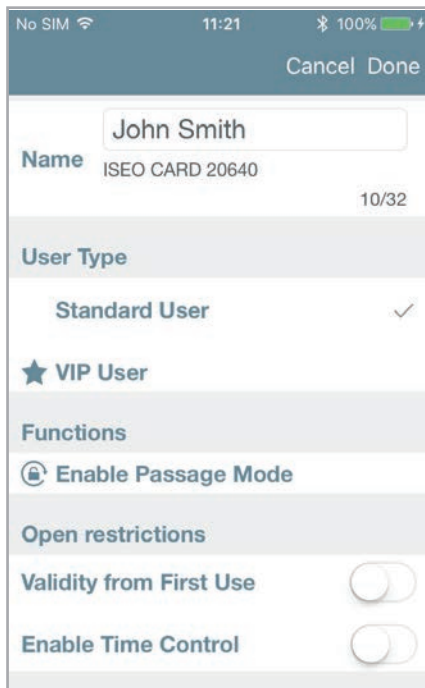 No SIM 11:21 100%
Cancel Done
John Smith
Name
ISEO CARD 20640
10/32
User Type
Standard User
VIP User
Functions
Enable Passage Mode
Open restrictions
Validity from First Use
Enable Time Control